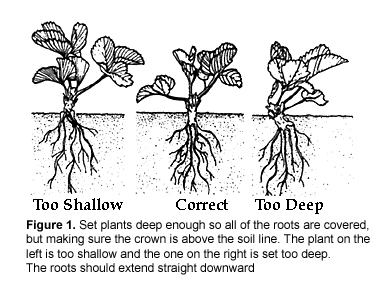 Too Shallow Correct Too Deep
Figure 1. Set plants deep enough so all of the roots are covered,
but making sure the crown is above the soil line. The plant on the
left is too shallow and the one on the right is set too deep.
The roots should extend straight downward